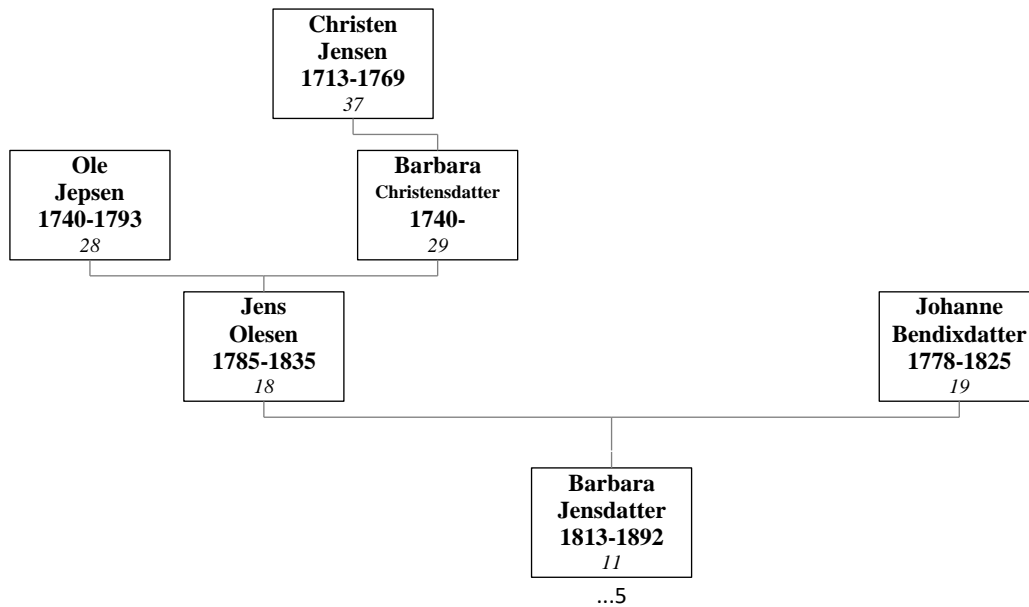 Christen
Jensen
1713-1769
37
Ole
Jepsen
1740-1793
28
Barbara
Christensdatter
1740-
29
Jens
Olesen
1785-1835
18
Johanne
Bendixdatter
1778-1825
19
Barbara
Jensdatter
1813-1892
11
...5